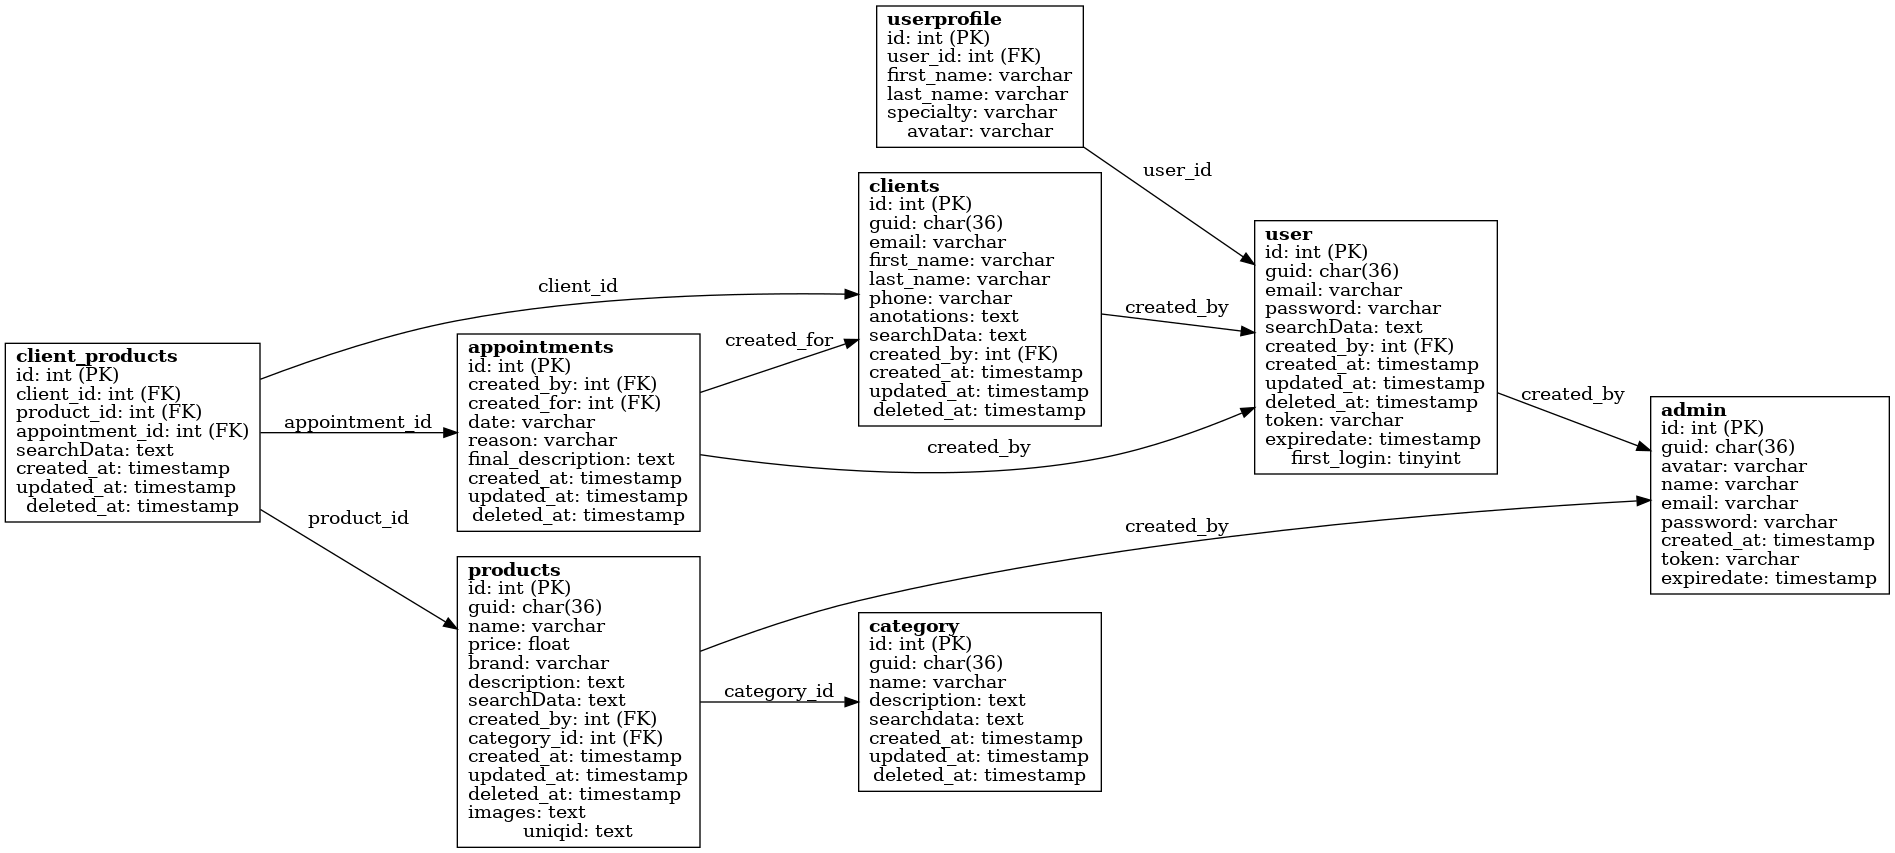 userprofile
id: int (PK)
user_id: int (FK)
first_name: varchar
last_name: varchar
specialty: varchar
avatar: varchar
user_id
clients
id: int (PK)
guid: char(36)
email: varchar
first_name: varchar
last_name: varchar
phone: varchar
anotations: text
searchData: text
created_by: int (FK)
created_at: timestamp
updated_at: timestamp
deleted_at: timestamp
created_by
user
id: int (PK)
guid: char(36)
email: varchar
password: varchar
searchData: text
created_by: int (FK)
created_at: timestamp
updated_at: timestamp
deleted_at: timestamp
token: varchar
expiredate: timestamp
first_login: tinyint
created_by
client_id
client_products
id: int (PK)
client_id: int (FK)
product_id: int (FK)
appointment_id: int (FK)
searchData: text
created_at: timestamp
updated_at: timestamp
deleted_at: timestamp
appointment_id
product_id
appointments
id: int (PK)
created_by: int (FK)
created_for: int (FK)
date: varchar
reason: varchar
final_description: text
created_at: timestamp
updated_at: timestamp
deleted_at: timestamp
created_for
created_by
admin
id: int (PK)
guid: char(36)
avatar: varchar
name: varchar
email: varchar
password: varchar
created_at: timestamp
token: varchar
expiredate: timestamp
created_by
products
id: int (PK)
guid: char(36)
name: varchar
price: float
brand: varchar
description: text
searchData: text
created_by: int (FK)
category_id: int (FK)
created_at: timestamp
updated_at: timestamp
deleted_at: timestamp
images: text
uniqid: text
category_id
category
id: int (PK)
guid: char(36)
name: varchar
description: text
searchdata: text
created_at: timestamp
updated_at: timestamp
deleted_at: timestamp